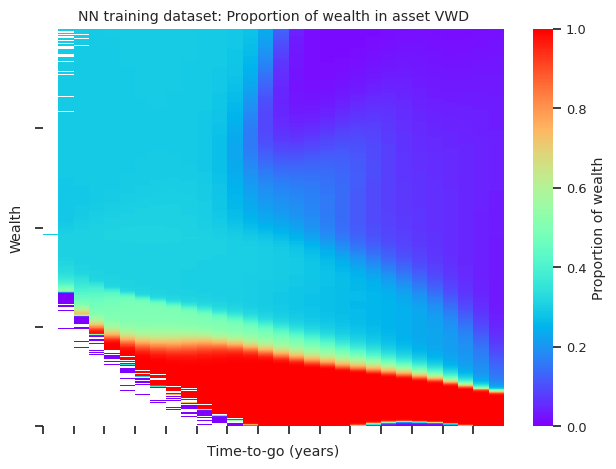 NN training dataset: Proportion of wealth in asset VWD
Wealth
Time-to-go (years)
1.0
0.8
0.6
0.4
0.2
0.0
Proportion of wealth